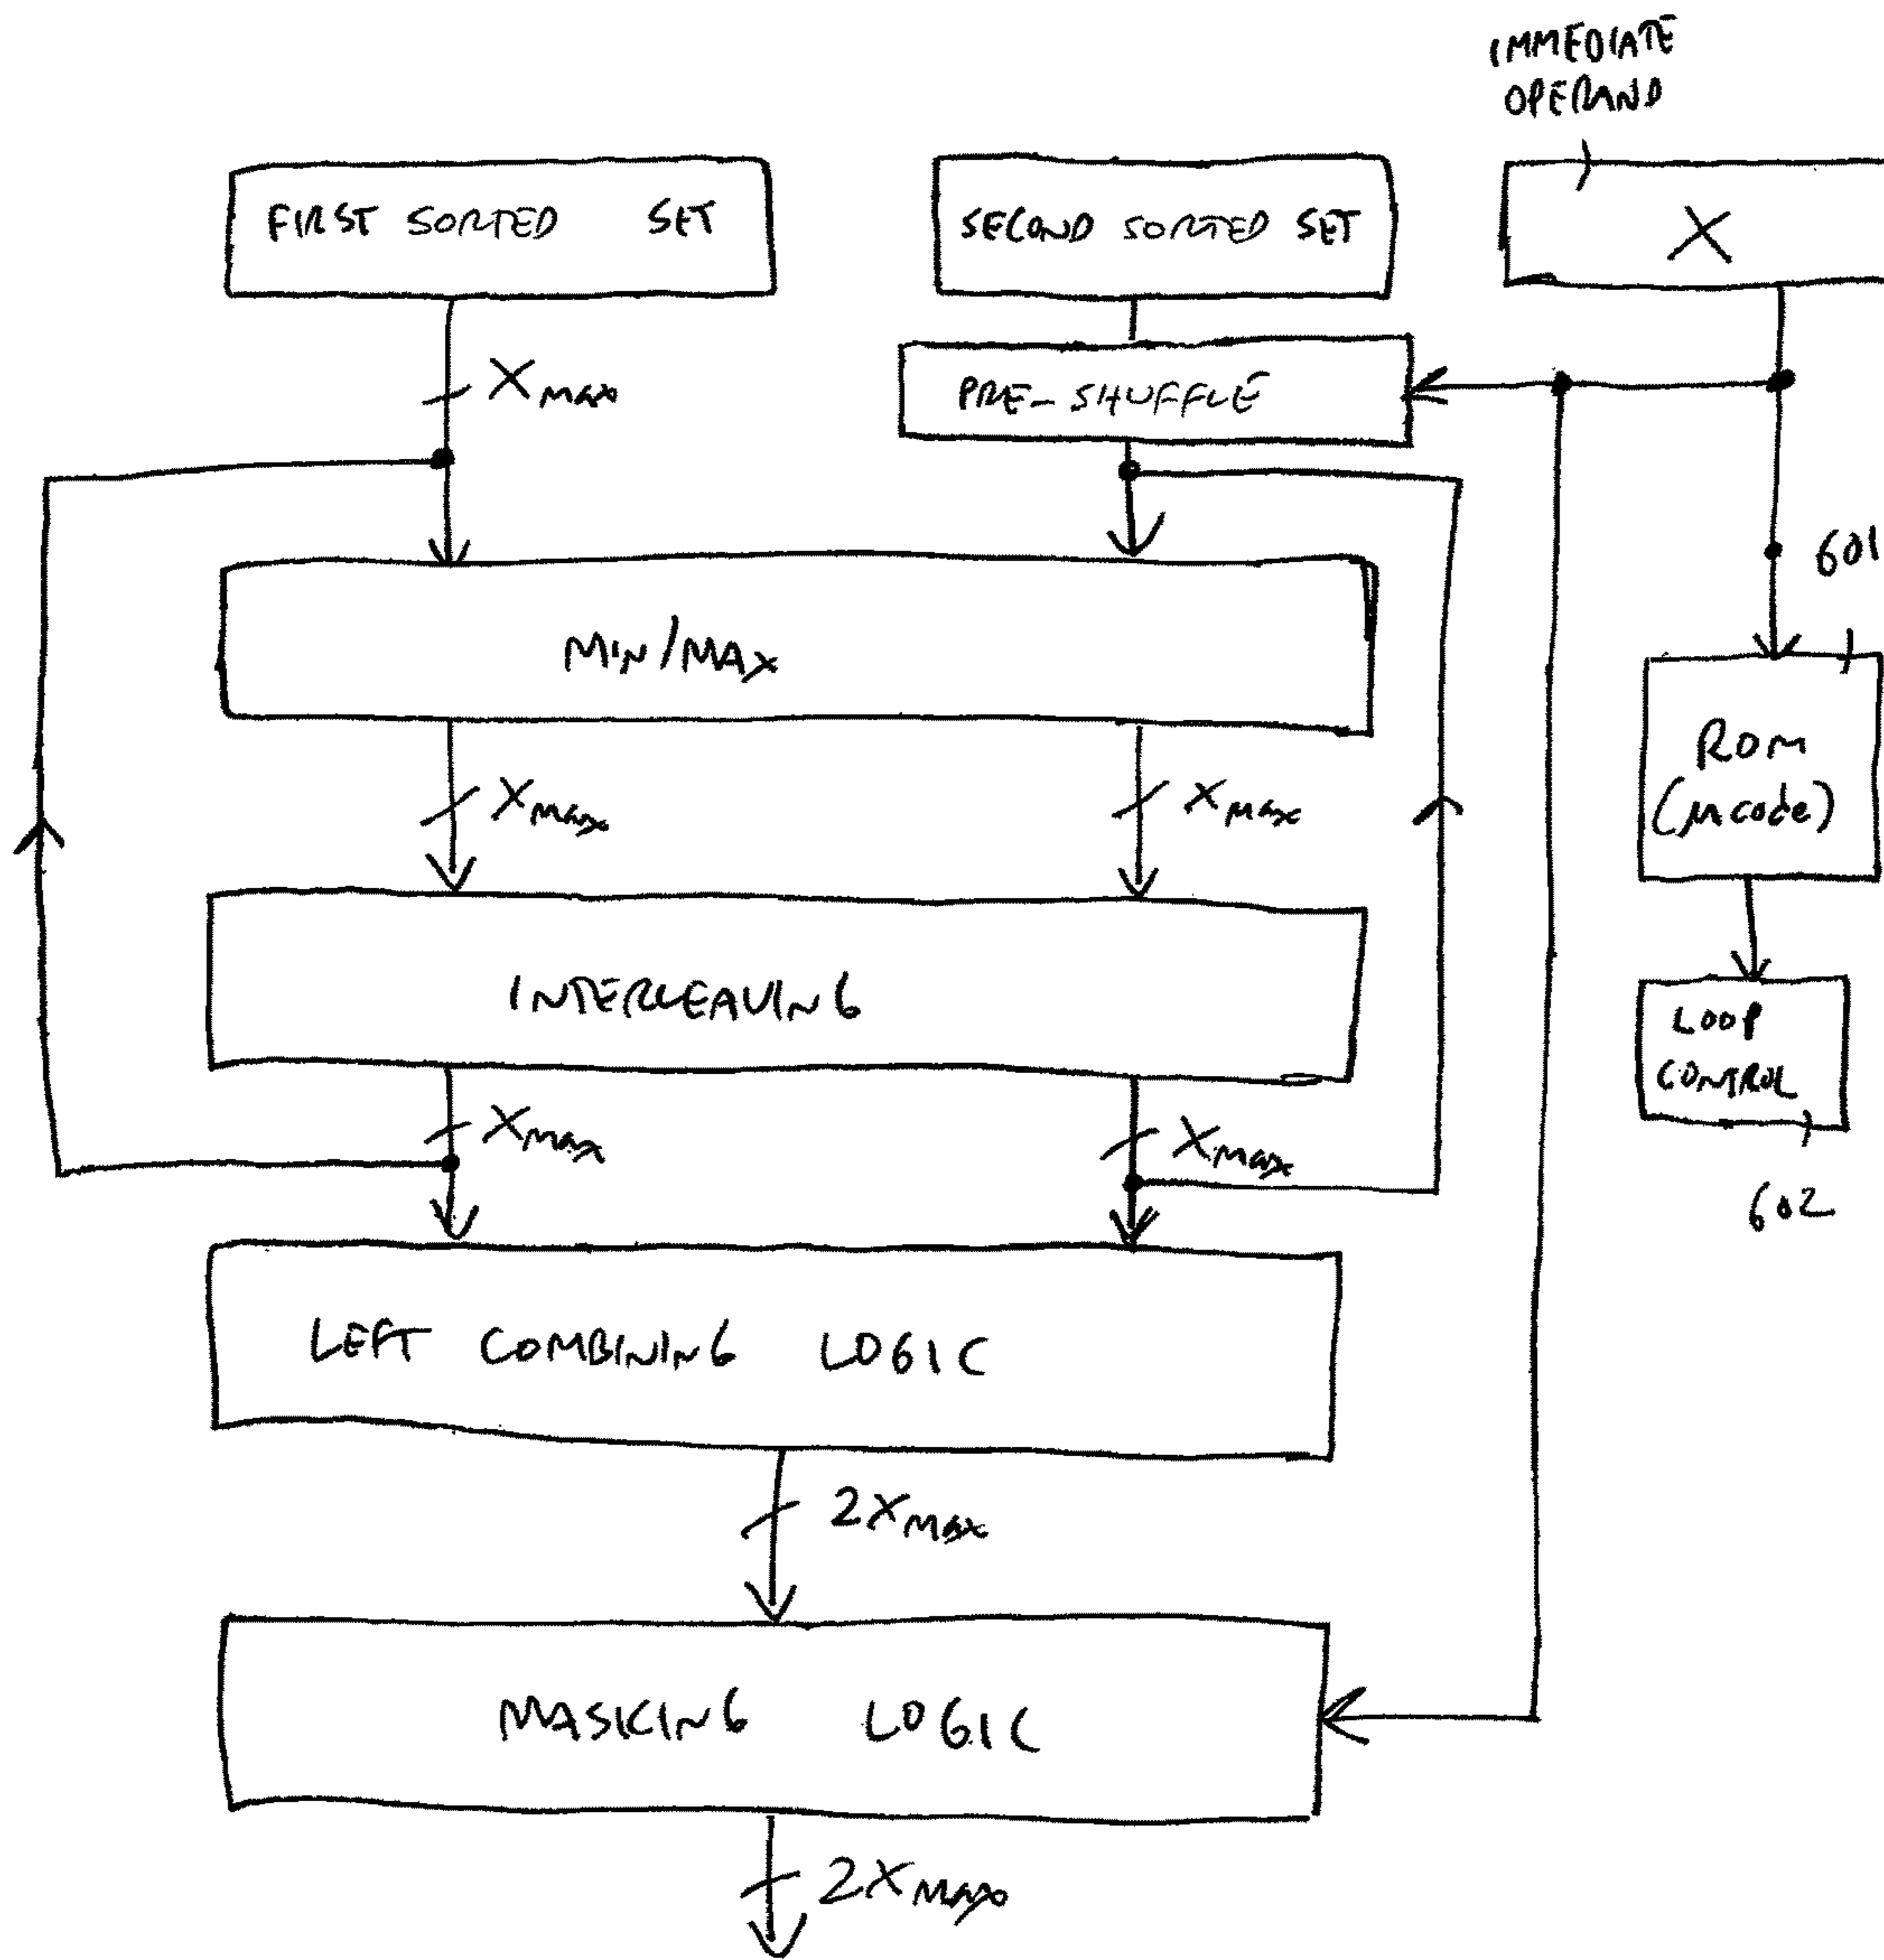 IMMEDIATE
OPERAND
FIRST SORTED SET
SECOND SORTED SET
X
Xmax
PRE-SHUFFLE
601
MIN/MAX
ROM
(μcode)
Xmax
Xmax
INTERLEAVING
LOOP
CONTROL
Xmax
Xmax
602
LEFT COMBINING LOGIC
2Xmax
MASKING LOGIC
2Xmax